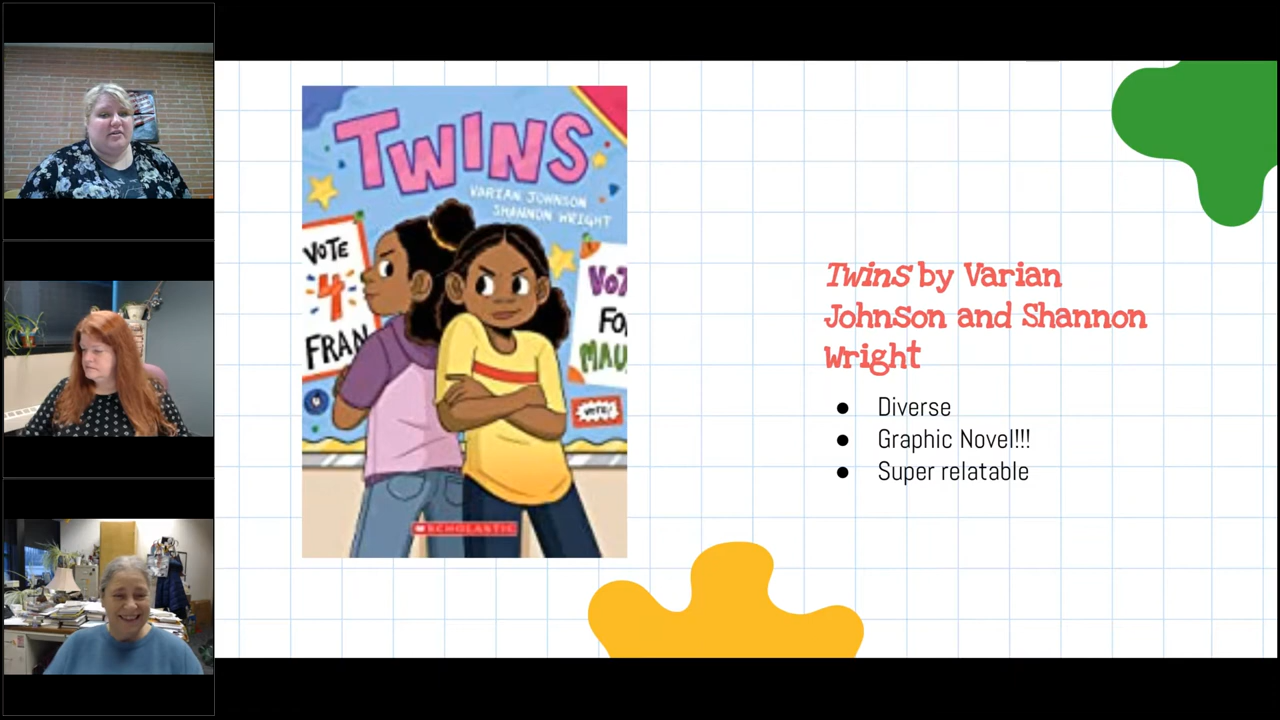 TWINS
VARIAN JOHNSON
SHANNON WRIGHT
VOTE
4
FRAN
VOT
FO
MAU
VOTE!
SCHOLASTIC
Twins by Varian
Johnson and Shannon
Wright
● Diverse
● Graphic Novel!!!
● Super relatable